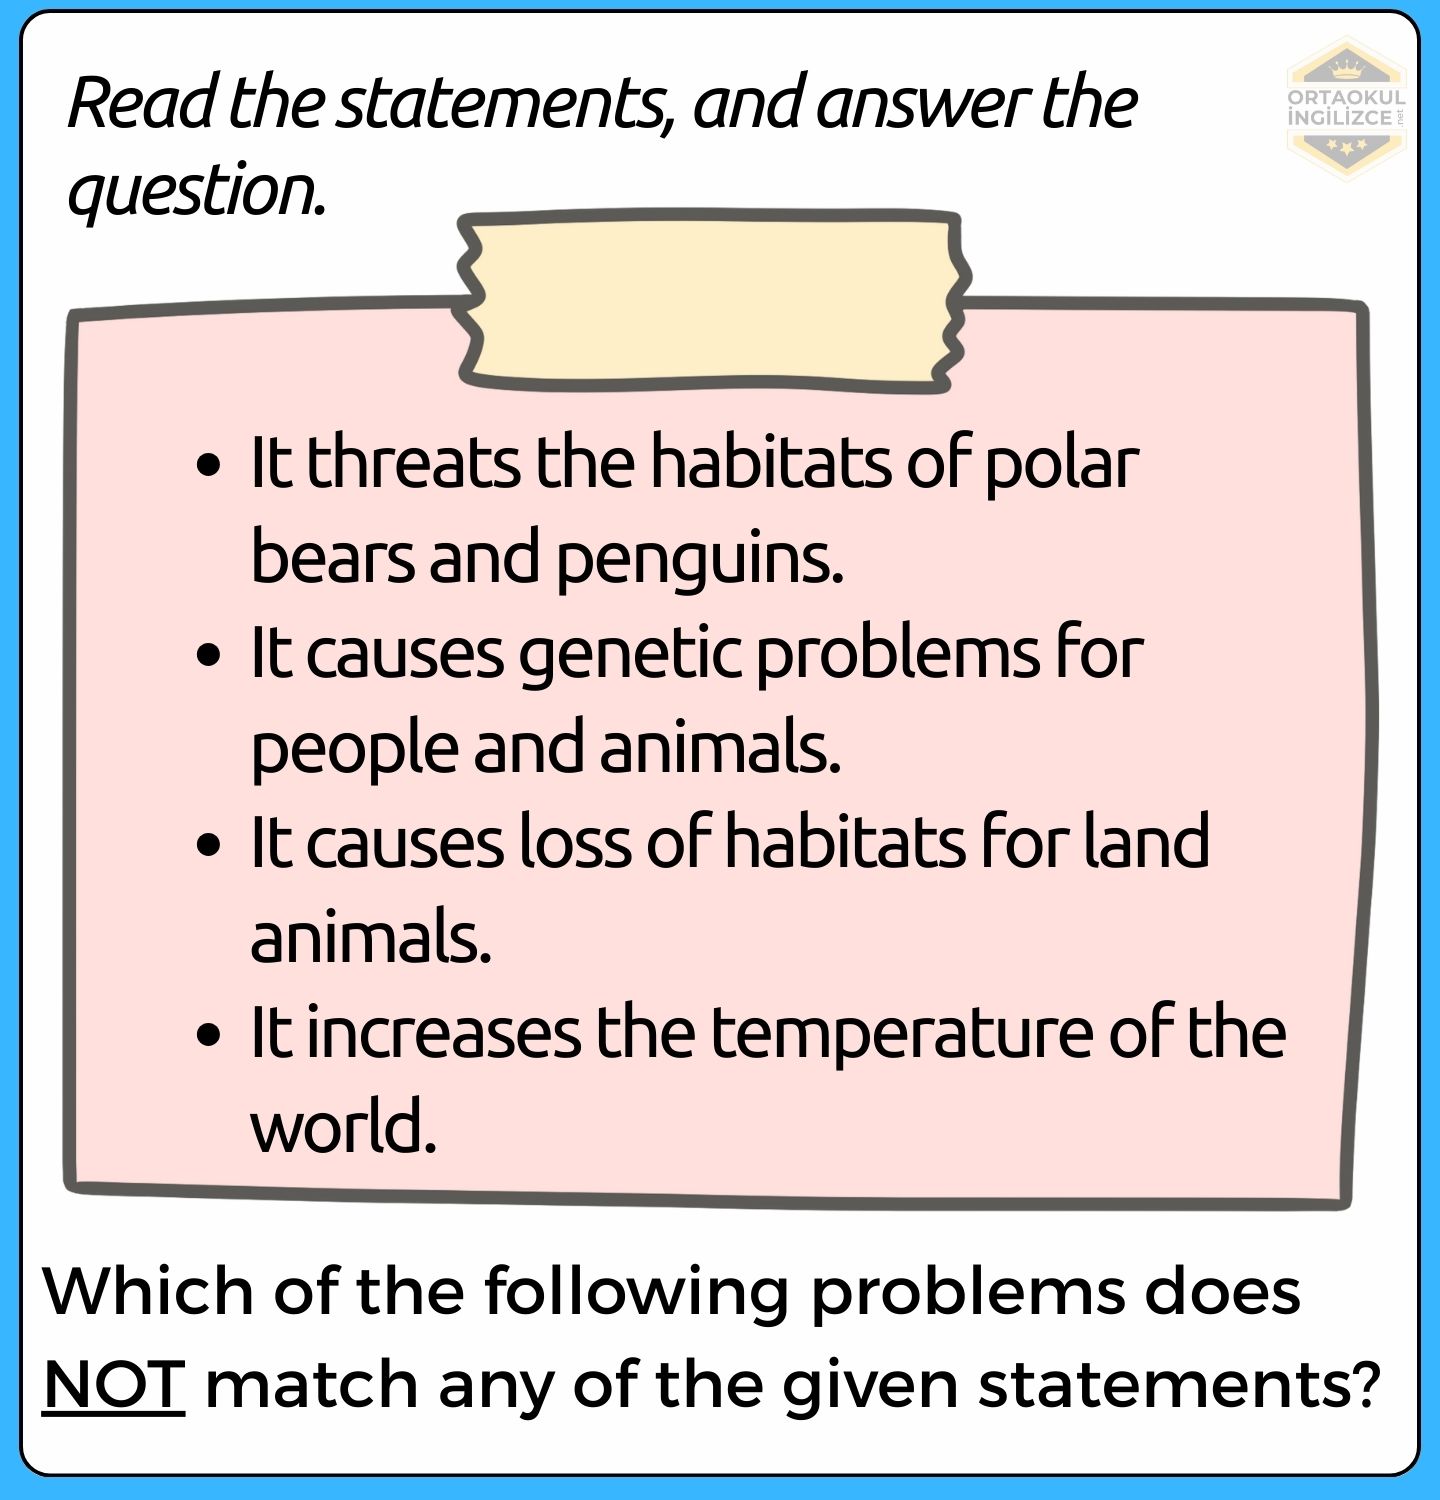 Read the statements, and answer the
question.
ORTAOKUL
İNGİLİZCE
.net
• It threats the habitats of polar
bears and penguins.
• It causes genetic problems for
people and animals.
• It causes loss of habitats for land
animals.
• It increases the temperature of the
world.
Which of the following problems does
NOT match any of the given statements?